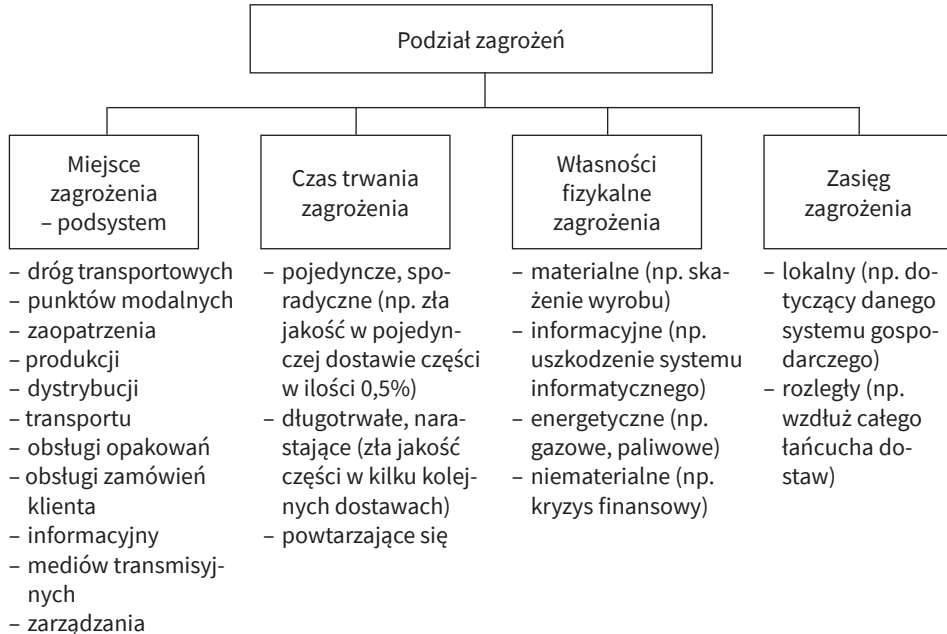 Podział zagrożeń
Miejsce
zagrożenia
– podsystem
– dróg transportowych
– punktów modalnych
– zaopatrzenia
– produkcji
– dystrybucji
– transportu
– obsługi opakowań
– obsługi zamówień
klienta
– informacyjny
– mediów transmisyj-
nych
– zarządzania
Czas trwania
zagrożenia
– pojedyncze, spo-
radyczne (np. zła
jakość w pojedyn-
czej dostawie części
w ilości 0,5%)
– długotrwałe, nara-
stające (zła jakość
części w kilku kolej-
nych dostawach)
– powtarzające się
Własności
fizykalne
zagrożenia
– materialne (np. ska-
żenie wyrobu)
– informacyjne (np.
uszkodzenie systemu
informatycznego)
– energetyczne (np.
gazowe, paliwowe)
– niematerialne (np.
kryzys finansowy)
Zasięg
zagrożenia
– lokalny (np. do-
tyczący danego
systemu gospo-
darczego)
– rozległy (np.
wzdłuż całego
łańcucha do-
staw)